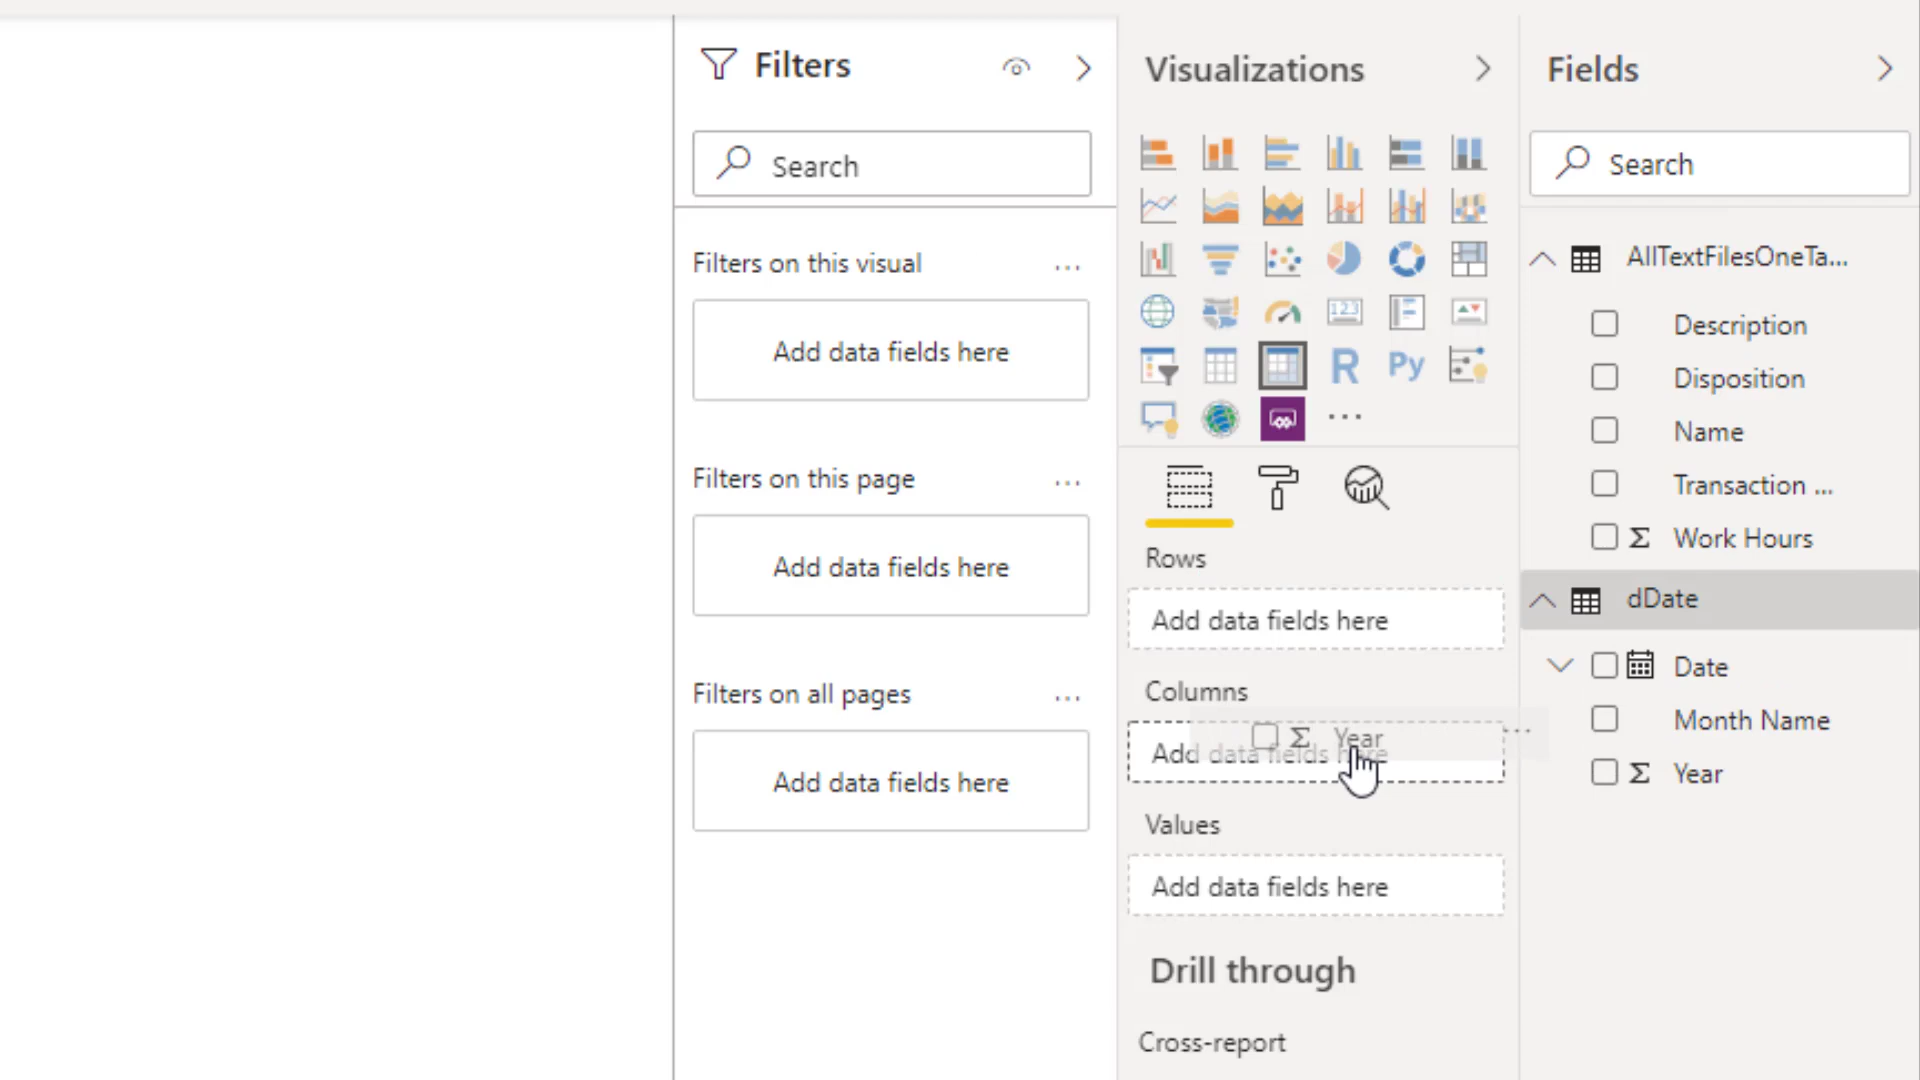 Filters
Search
Filters on this visual
...
Add data fields here
Filters on this page
...
Add data fields here
Filters on all pages
...
Add data fields here
Visualizations
123
R
Py
...
Rows
Add data fields here
Columns
Add data fields here
Σ Year
...
Values
Add data fields here
Drill through
Cross-report
Fields
Search
AllTextFilesOneTa...
Description
Disposition
Name
Transaction ...
Σ Work Hours
dDate
Date
Month Name
Σ Year